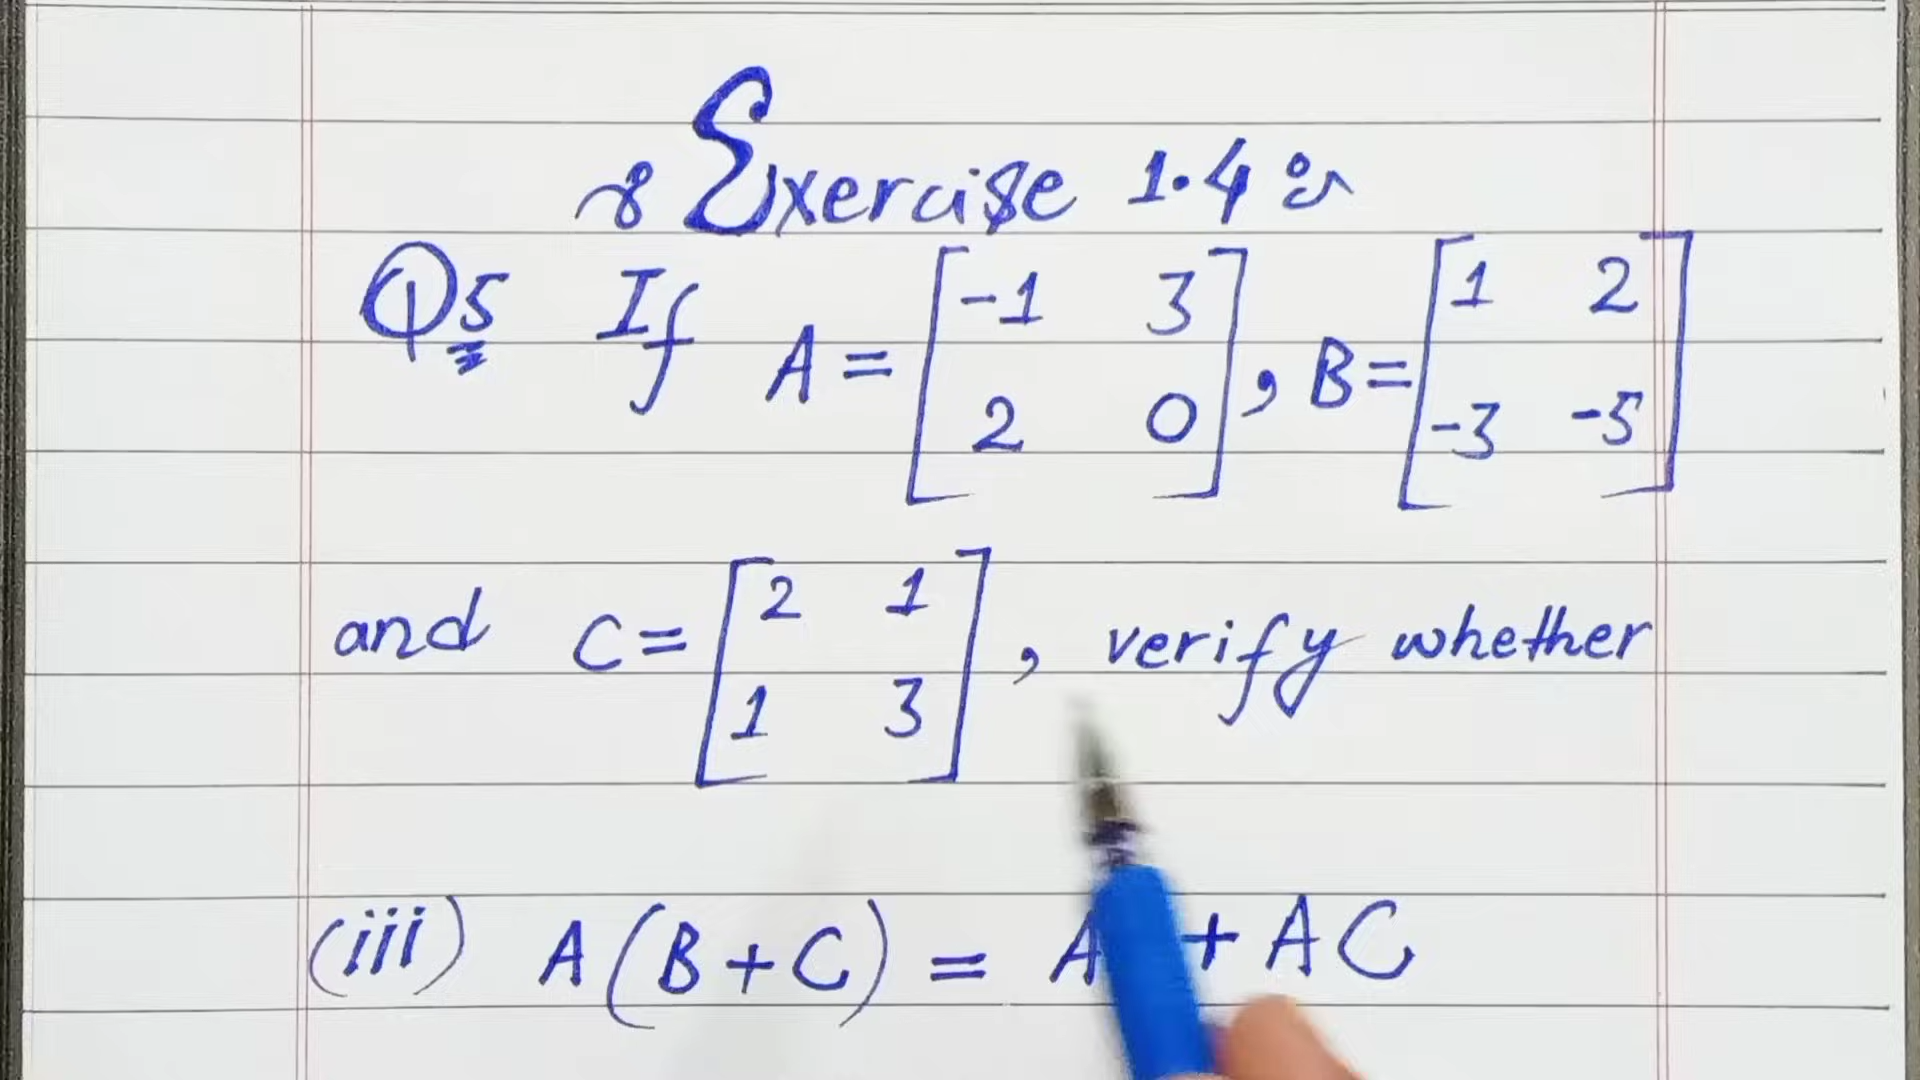 Exercise 1.4
Q5 If A = [-1 3; 2 0], B = [1 2; -3 -5]
and C = [2 1; 1 3], verify whether
(iii) A(B+C) = A + AC